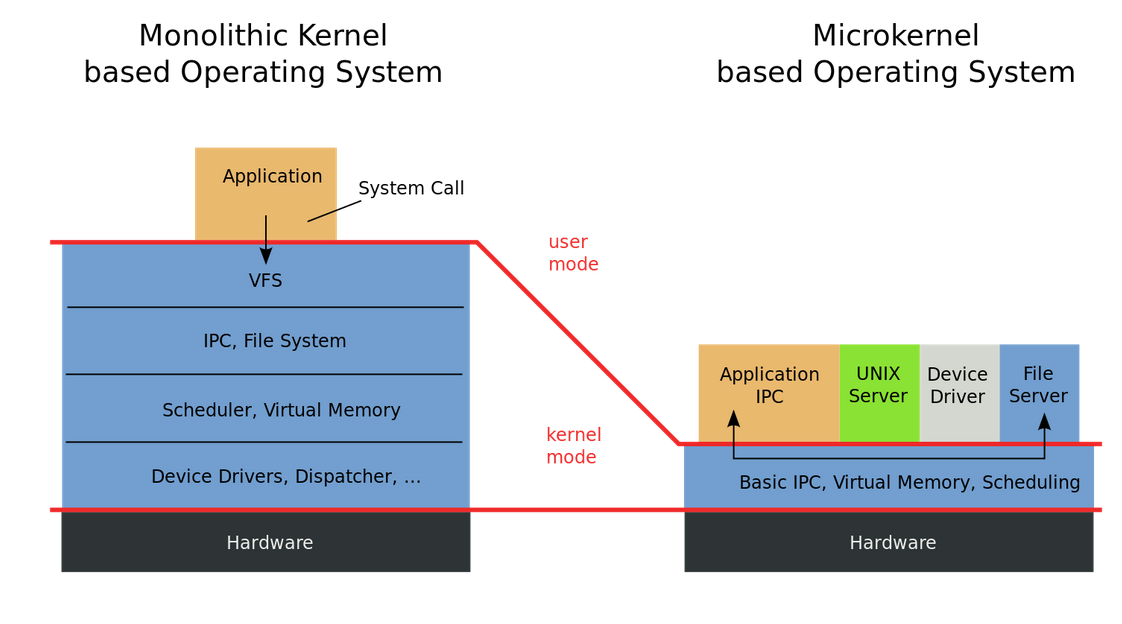 Monolithic Kernel
based Operating System
Microkernel
based Operating System
Application
System Call
VFS
IPC, File System
Scheduler, Virtual Memory
Device Drivers, Dispatcher, ...
Hardware
user
mode
kernel
mode
Application
IPC
UNIX
Server
Device
Driver
File
Server
Basic IPC, Virtual Memory, Scheduling
Hardware